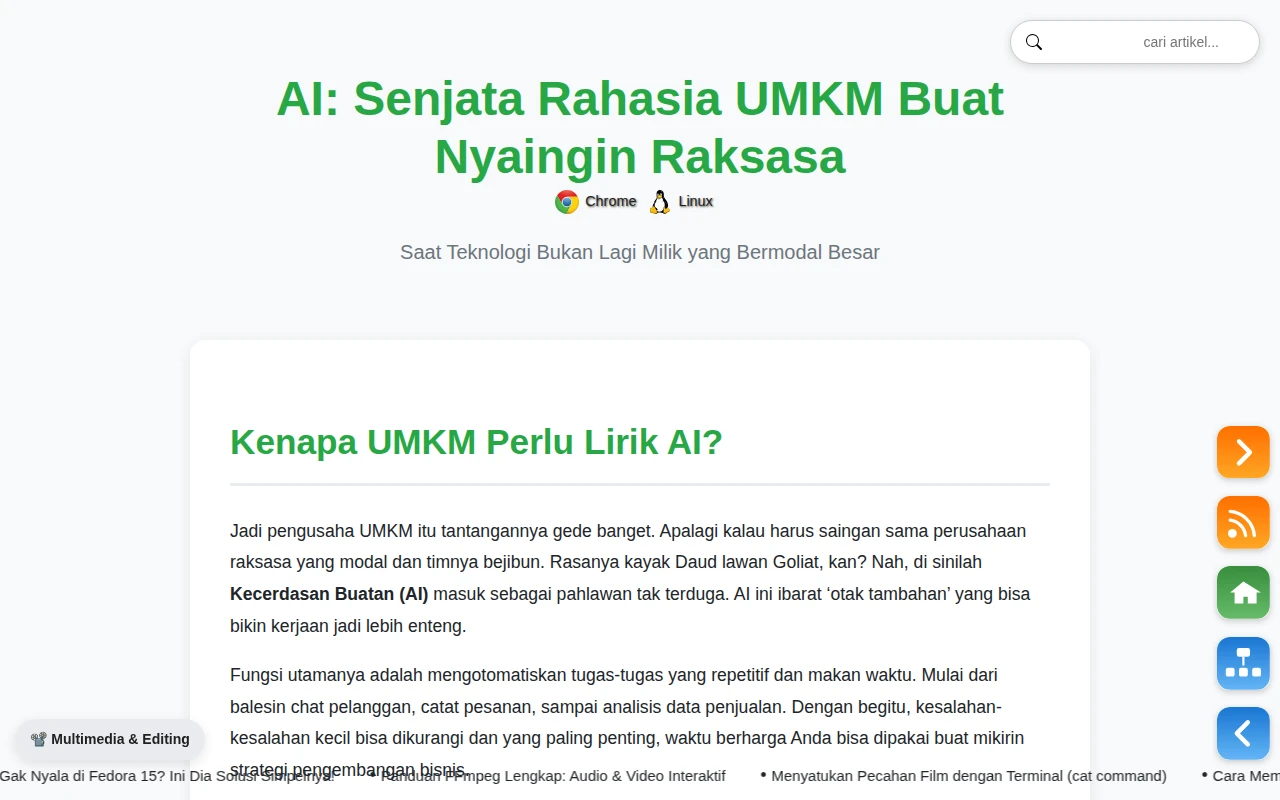 cari artikel...
AI: Senjata Rahasia UMKM Buat
Nyaingin Raksasa
Chrome Linux
Saat Teknologi Bukan Lagi Milik yang Bermodal Besar
Kenapa UMKM Perlu Lirik AI?
Jadi pengusaha UMKM itu tantangannya gede banget. Apalagi kalau harus saingan sama perusahaan
raksasa yang modal dan timnya bejibun. Rasanya kayak Daud lawan Goliat, kan? Nah, di sinilah
Kecerdasan Buatan (AI) masuk sebagai pahlawan tak terduga. AI ini ibarat ‘otak tambahan’ yang bisa
bikin kerjaan jadi lebih enteng.
Fungsi utamanya adalah mengotomatiskan tugas-tugas yang repetitif dan makan waktu. Mulai dari
balesin chat pelanggan, catat pesanan, sampai analisis data penjualan. Dengan begitu, kesalahan-
kesalahan kecil bisa dikurangi dan yang paling penting, waktu berharga Anda bisa dipakai buat mikirin
strategi pengembangan bisnis.
Multimedia & Editing
Gak Nyala di Fedora 15? Ini Dia Solusi Simpelnya! • Panduan FFmpeg Lengkap: Audio & Video Interaktif • Menyatukan Pecahan Film dengan Terminal (cat command) • Cara Mem